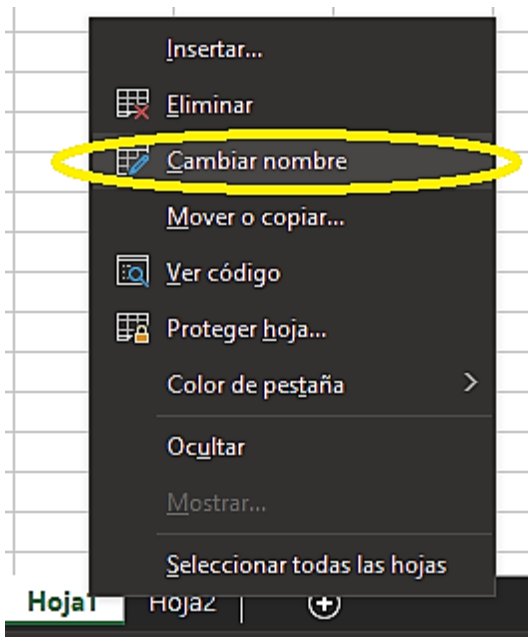 Insertar...
Eliminar
Cambiar nombre
Mover o copiar...
Ver código
Proteger hoja...
Color de pestaña
Ocultar
Mostrar...
Seleccionar todas las hojas
Hoja1 Hoja2